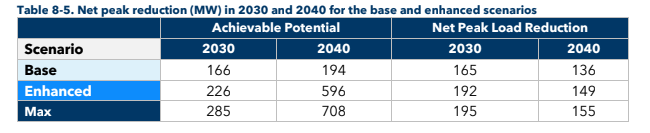 Table 8-5. Net peak reduction (MW) in 2030 and 2040 for the base and enhanced scenarios
Achievable Potential Net Peak Load Reduction
Scenario 2030 2040 2030 2040
Base 166 194 165 136
Enhanced 226 596 192 149
Max 285 708 195 155